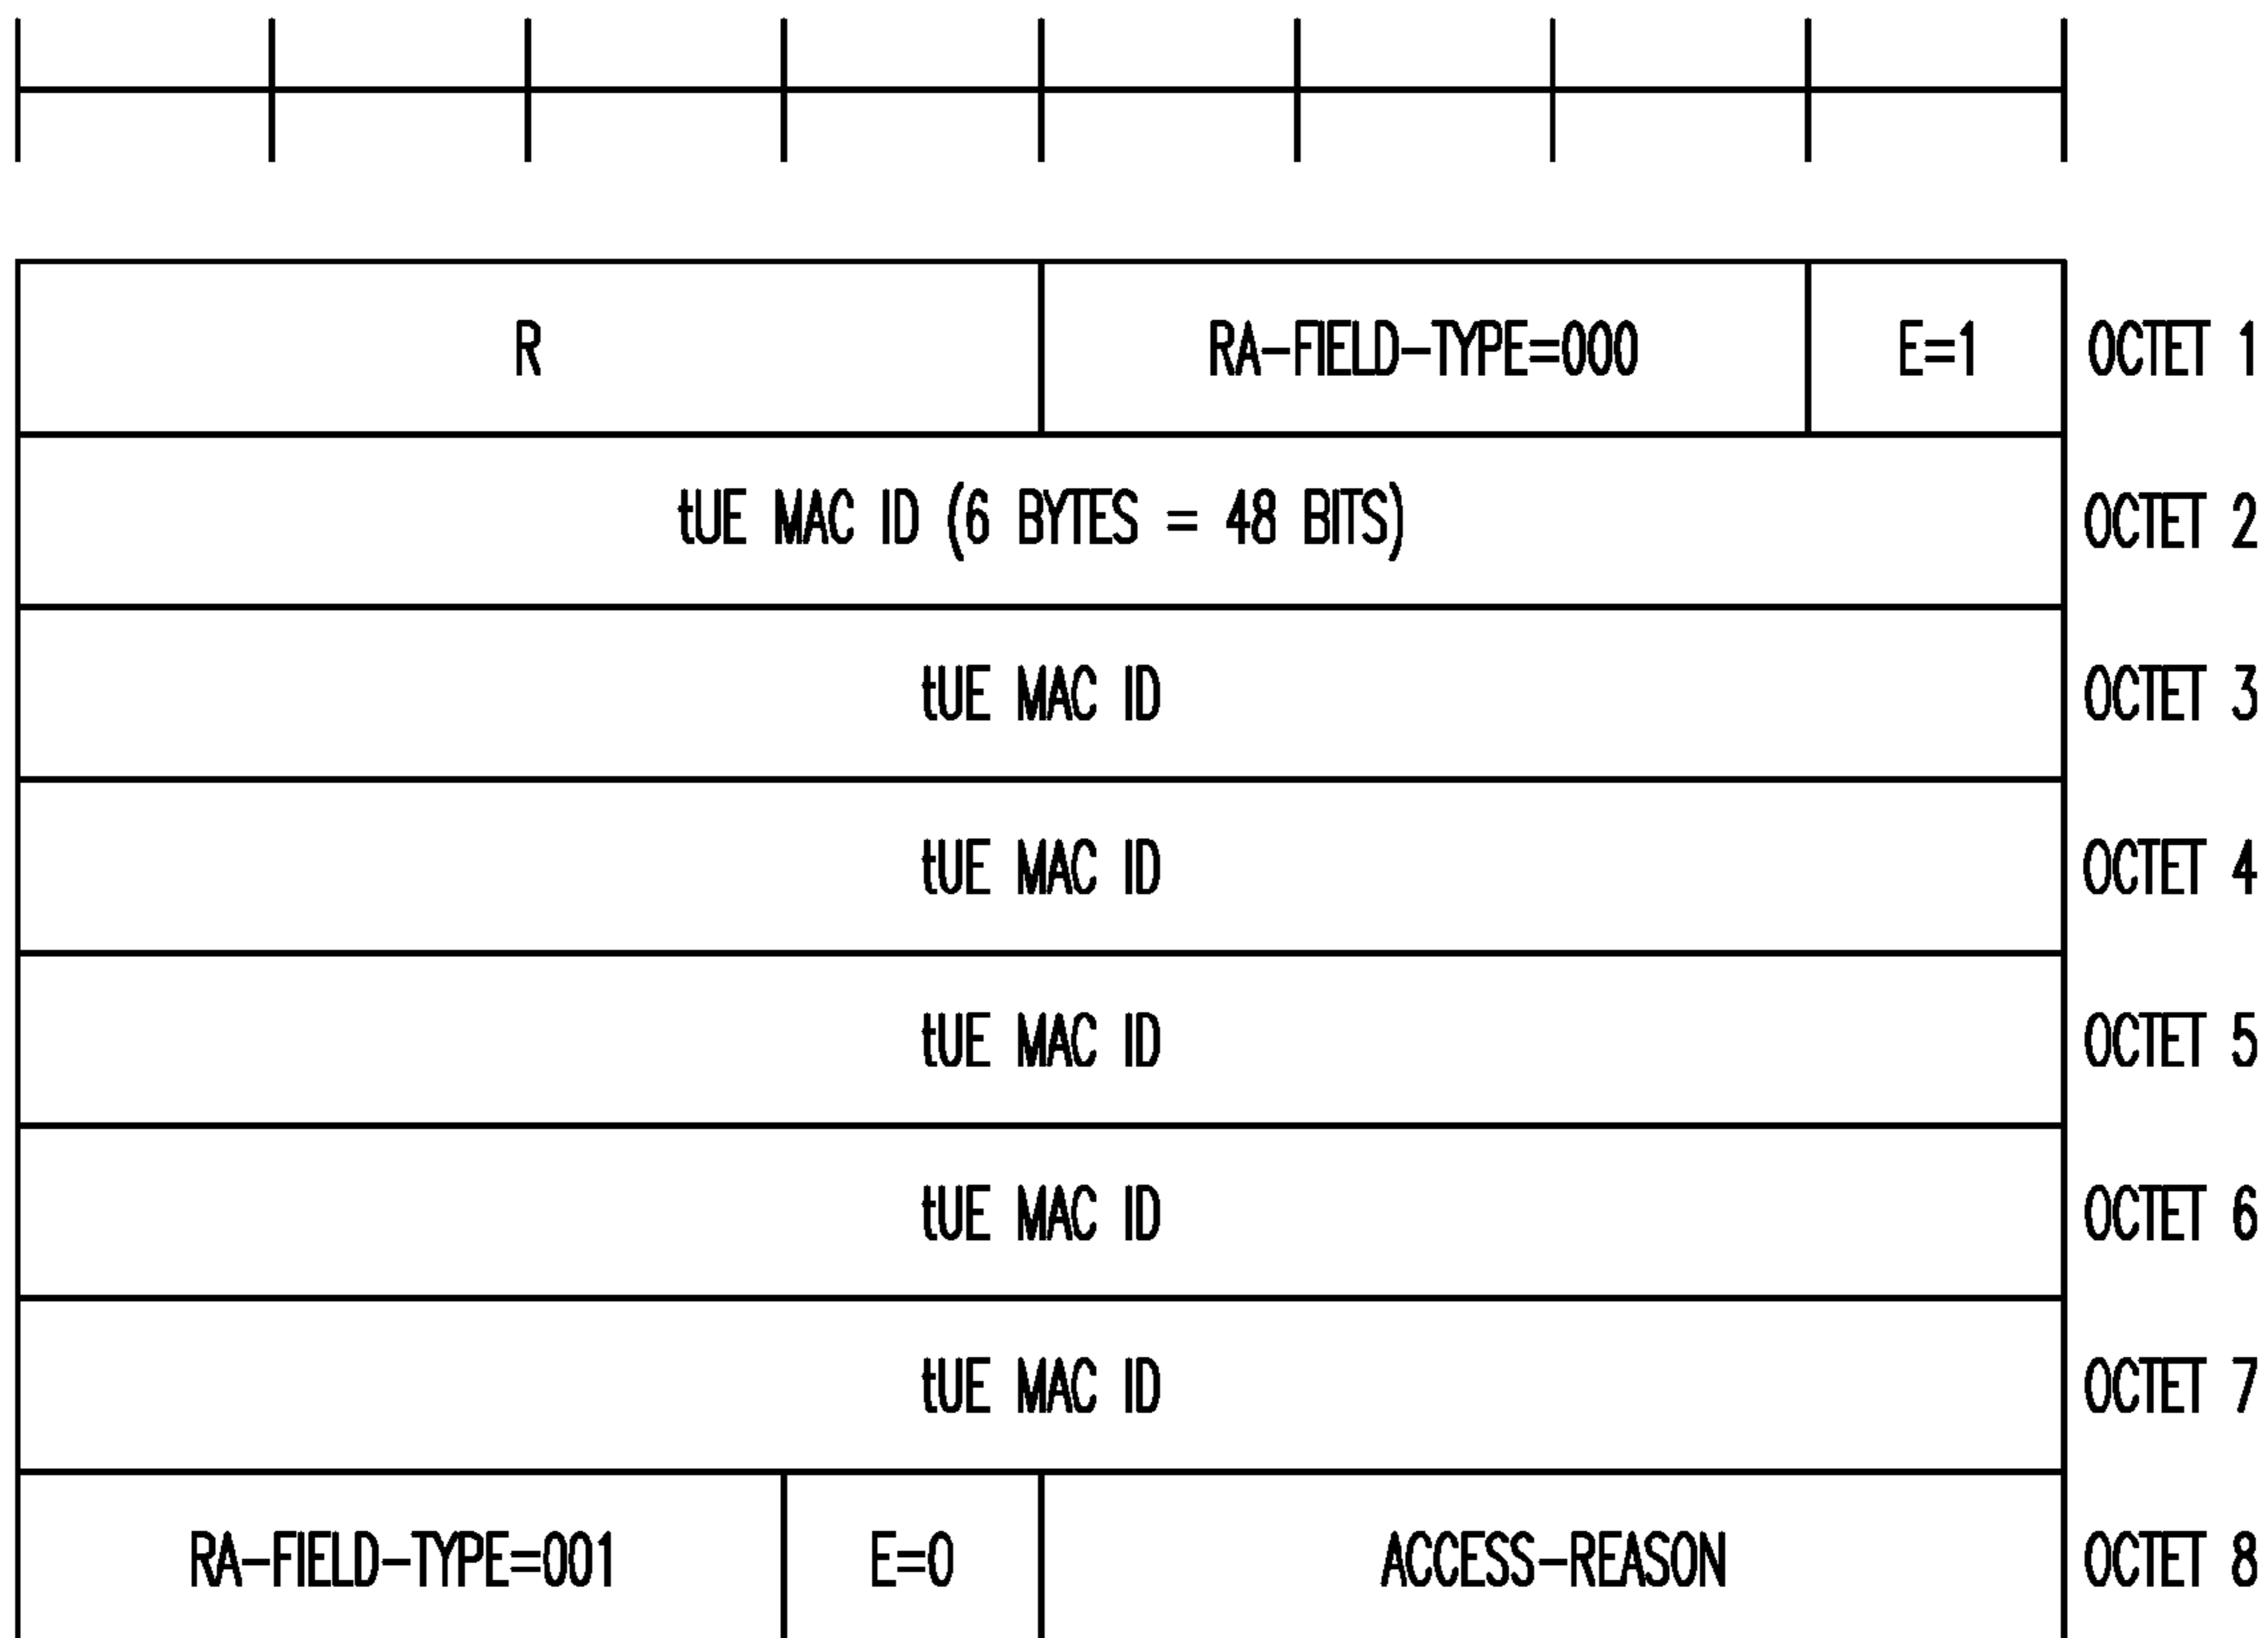 R RA-FIELD-TYPE=000 E=1 OCTET 1
tUE MAC ID (6 BYTES = 48 BITS) OCTET 2
tUE MAC ID OCTET 3
tUE MAC ID OCTET 4
tUE MAC ID OCTET 5
tUE MAC ID OCTET 6
tUE MAC ID OCTET 7
RA-FIELD-TYPE=001 E=0 ACCESS-REASON OCTET 8